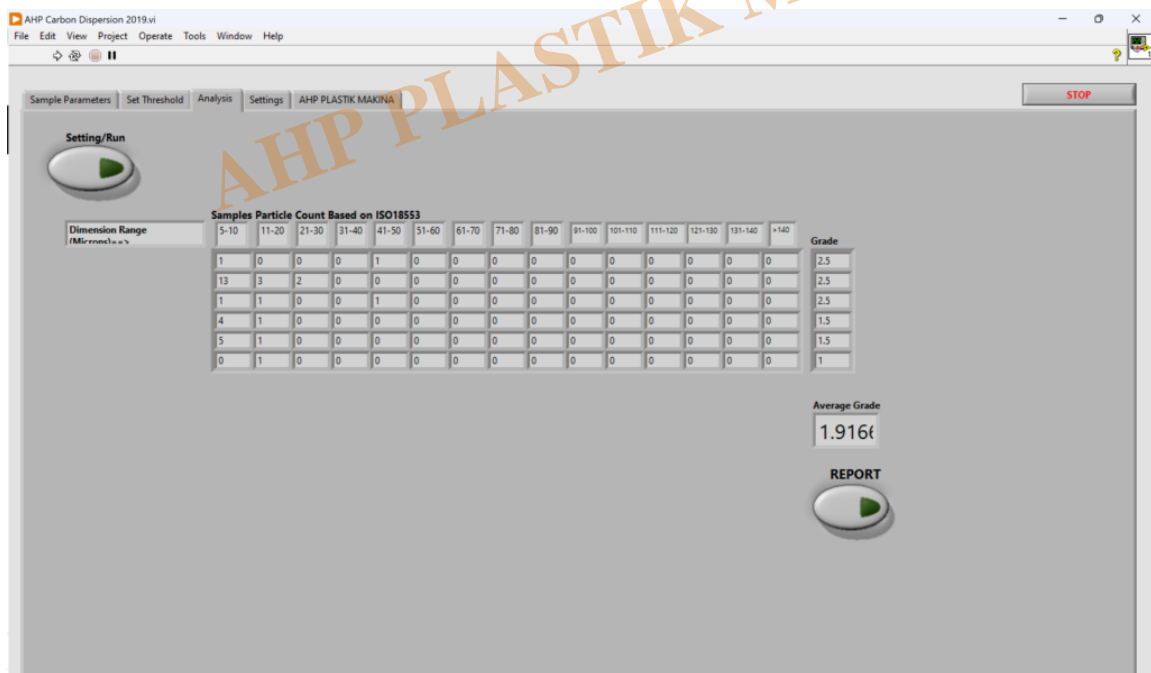 AHP Carbon Dispersion 2019.vi
File Edit View Project Operate Tools Window Help
AHP PLASTIK M
Sample Parameters Set Threshold Analysis Settings AHP PLASTIK MAKINA
STOP
Setting/Run
Samples Particle Count Based on ISO18553
Dimension Range 5-10 11-20 21-30 31-40 41-50 51-60 61-70 71-80 81-90 91-100 101-110 111-120 121-130 131-140 >140
(Microns)==>
Grade
1 0 0 0 1 0 0 0 0 0 0 0 0 0 0 2.5
13 3 2 0 0 0 0 0 0 0 0 0 0 0 0 2.5
1 1 0 0 1 0 0 0 0 0 0 0 0 0 0 2.5
4 1 0 0 0 0 0 0 0 0 0 0 0 0 0 1.5
5 1 0 0 0 0 0 0 0 0 0 0 0 0 0 1.5
0 1 0 0 0 0 0 0 0 0 0 0 0 0 0 1
Average Grade
1.9166
REPORT